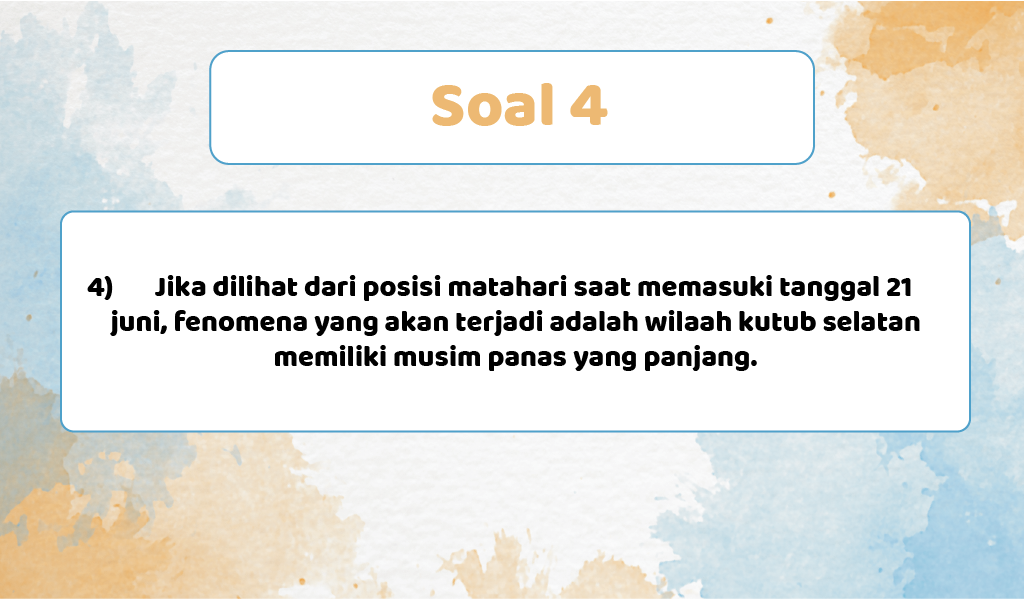 Soal 4
4) Jika dilihat dari posisi matahari saat memasuki tanggal 21
juni, fenomena yang akan terjadi adalah wilaah kutub selatan
memiliki musim panas yang panjang.